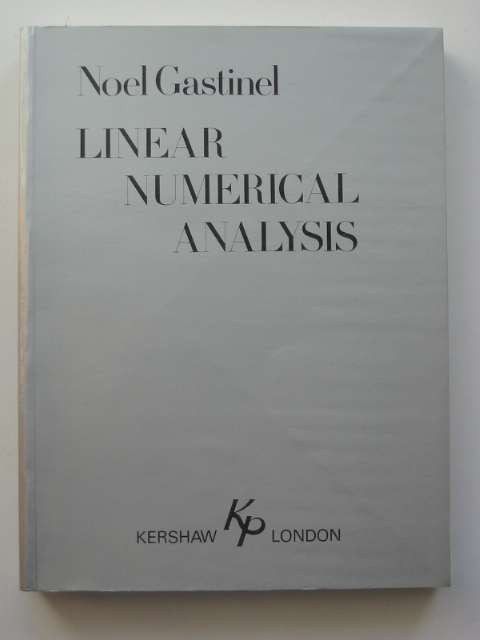 Noel Gastinel
LINEAR
NUMERICAL
ANALYSIS
KERSHAW KP LONDON